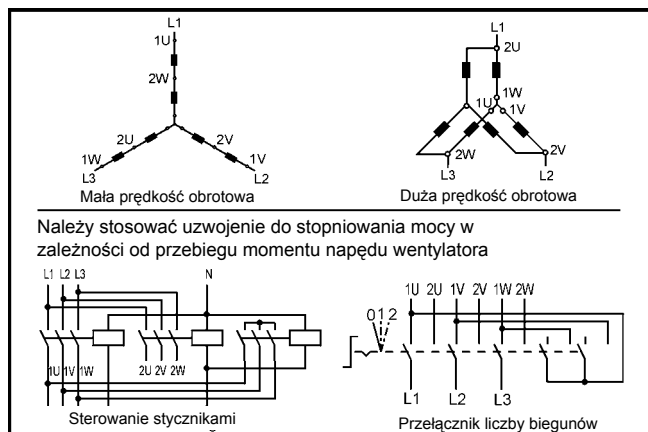 L1
1U
2W
2U
2V
1W
1V
L3
L2
Mała prędkość obrotowa
L1
2U
1W
1U
1V
2W
2V
L3
L2
Duża prędkość obrotowa
Należy stosować uzwojenie do stopniowania mocy w
zależności od przebiegu momentu napędu wentylatora
L1 L2 L3 N
1U 1V 1W 2U 2V 2W
Sterowanie stycznikami
1U 2U 1V 2V 1W 2W
0 1 2
L1 L2 L3
Przełącznik liczby biegunów